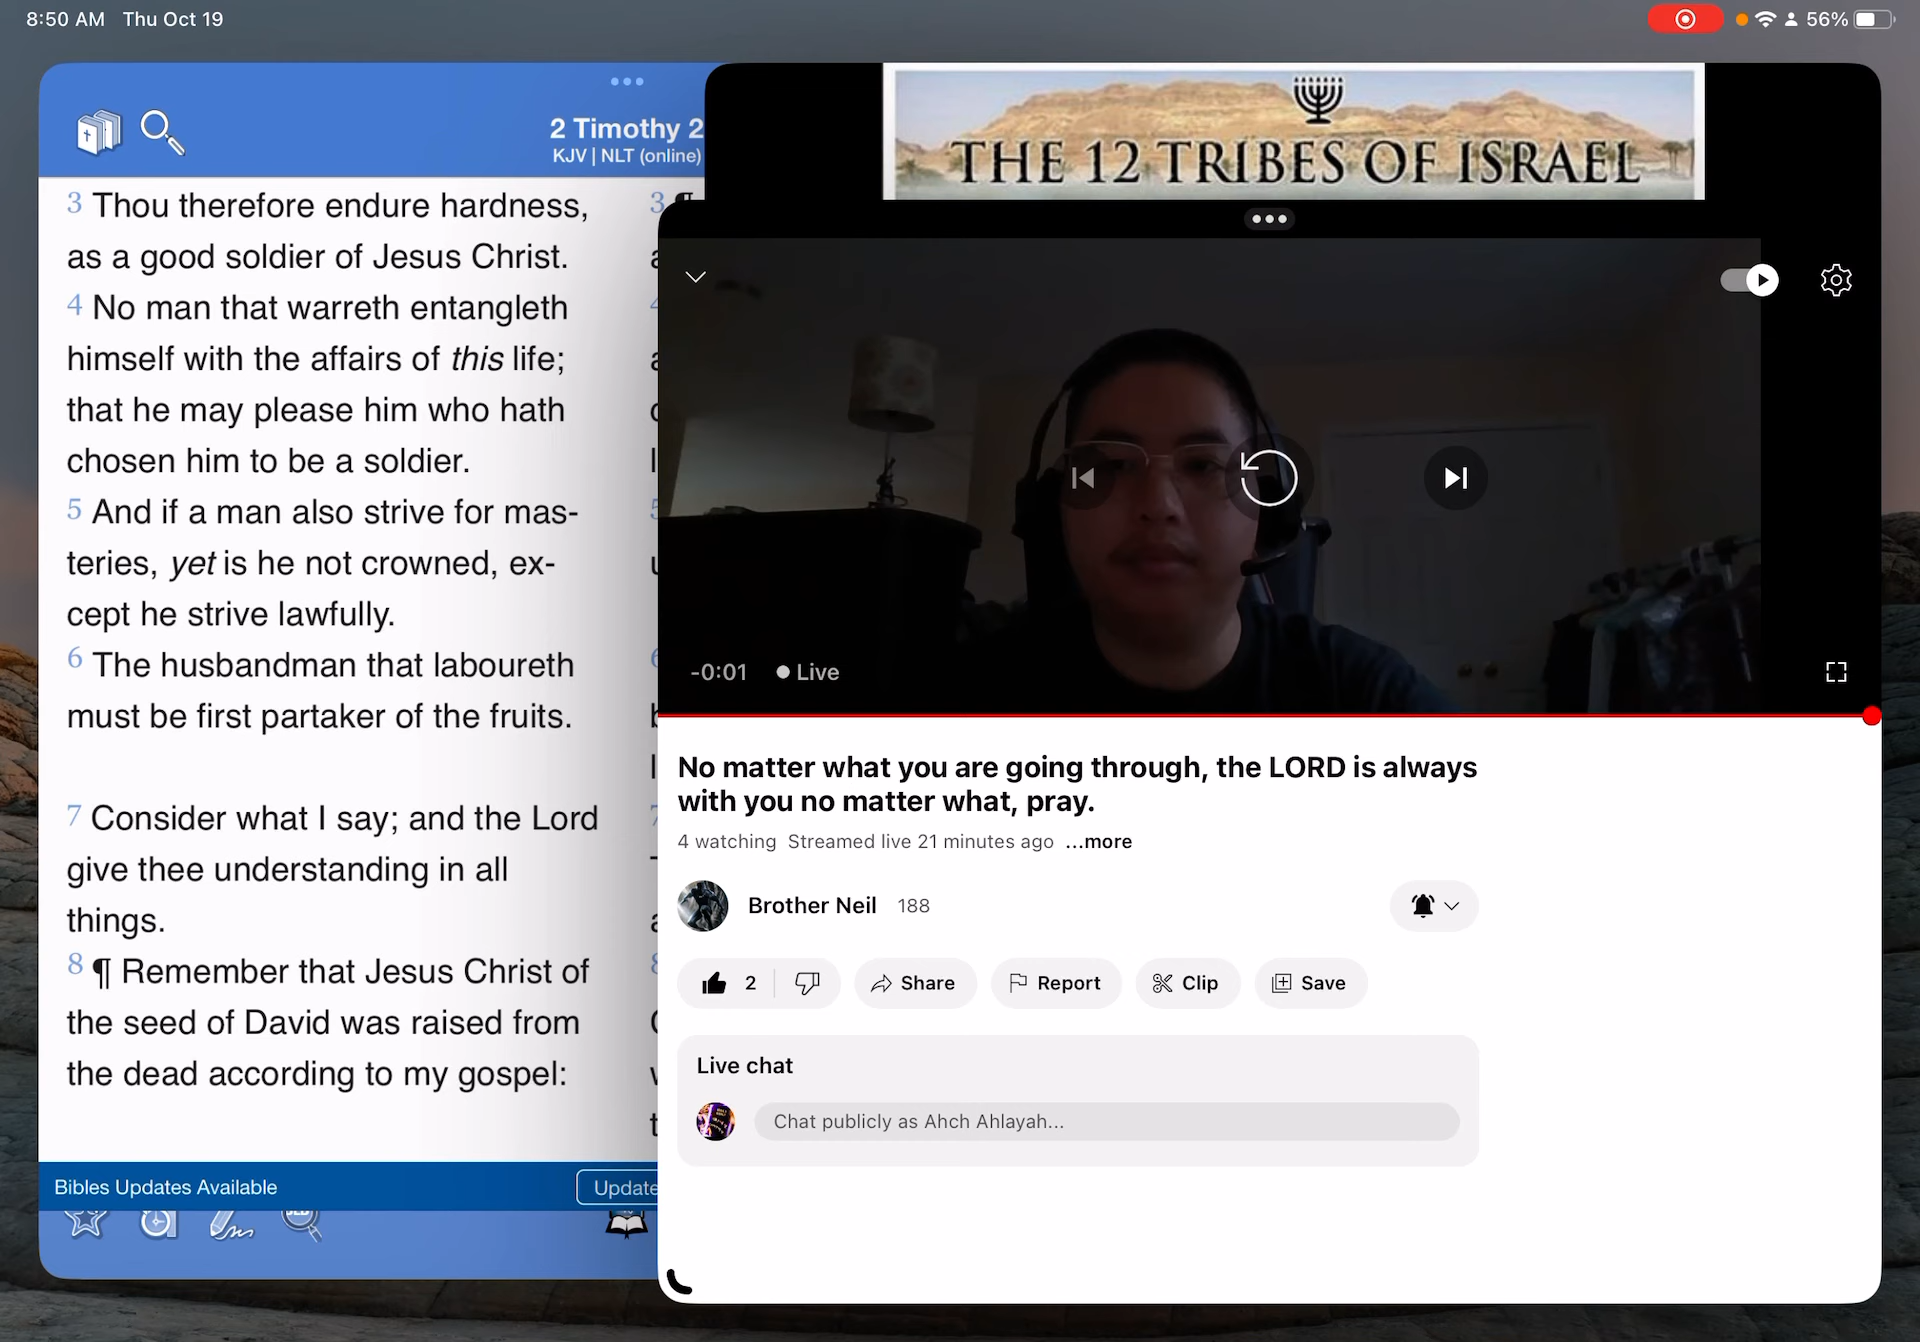 8:50 AM Thu Oct 19
56%
2 Timothy 2
KJV | NLT (online)
3 Thou therefore endure hardness,
as a good soldier of Jesus Christ.
4 No man that warreth entangleth
himself with the affairs of this life;
that he may please him who hath
chosen him to be a soldier.
5 And if a man also strive for mas-
teries, yet is he not crowned, ex-
cept he strive lawfully.
6 The husbandman that laboureth
must be first partaker of the fruits.
7 Consider what I say; and the Lord
give thee understanding in all
things.
8 ¶ Remember that Jesus Christ of
the seed of David was raised from
the dead according to my gospel:
Bibles Updates Available
Update
3 ¶
THE 12 TRIBES OF ISRAEL
-0:01 Live
No matter what you are going through, the LORD is always
with you no matter what, pray.
4 watching Streamed live 21 minutes ago ...more
Brother Neil 188
2 Share Report Clip Save
Live chat
Chat publicly as Ahch Ahlayah...